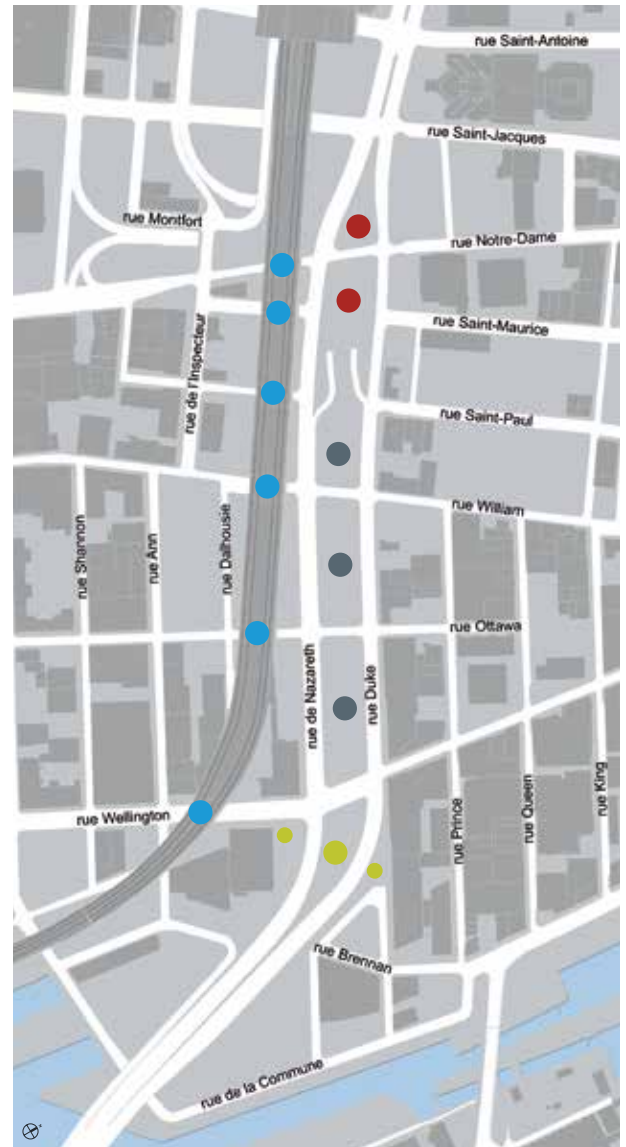 rue Saint-Antoine
rue Saint-Jacques
rue Montfort
rue Notre-Dame
rue Saint-Maurice
rue de l'Inspecteur
rue Saint-Paul
rue William
rue Shannon
rue Ann
rue Dalhousie
rue Ottawa
rue de Nazareth
rue Duke
rue Wellington
rue Prince
rue Queen
rue King
rue Brennan
rue de la Commune